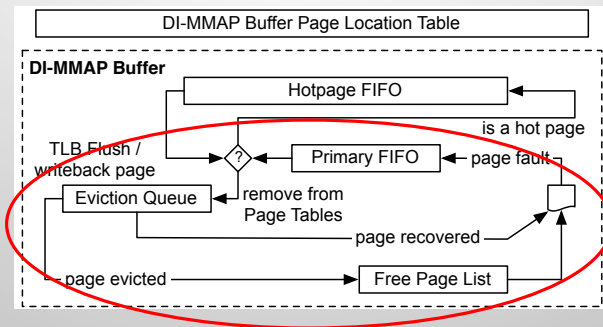 DI-MMAP Buffer Page Location Table
DI-MMAP Buffer
Hotpage FIFO
is a hot page
TLB Flush /
writeback page
?
Primary FIFO
page fault
Eviction Queue
remove from
Page Tables
page recovered
page evicted
Free Page List